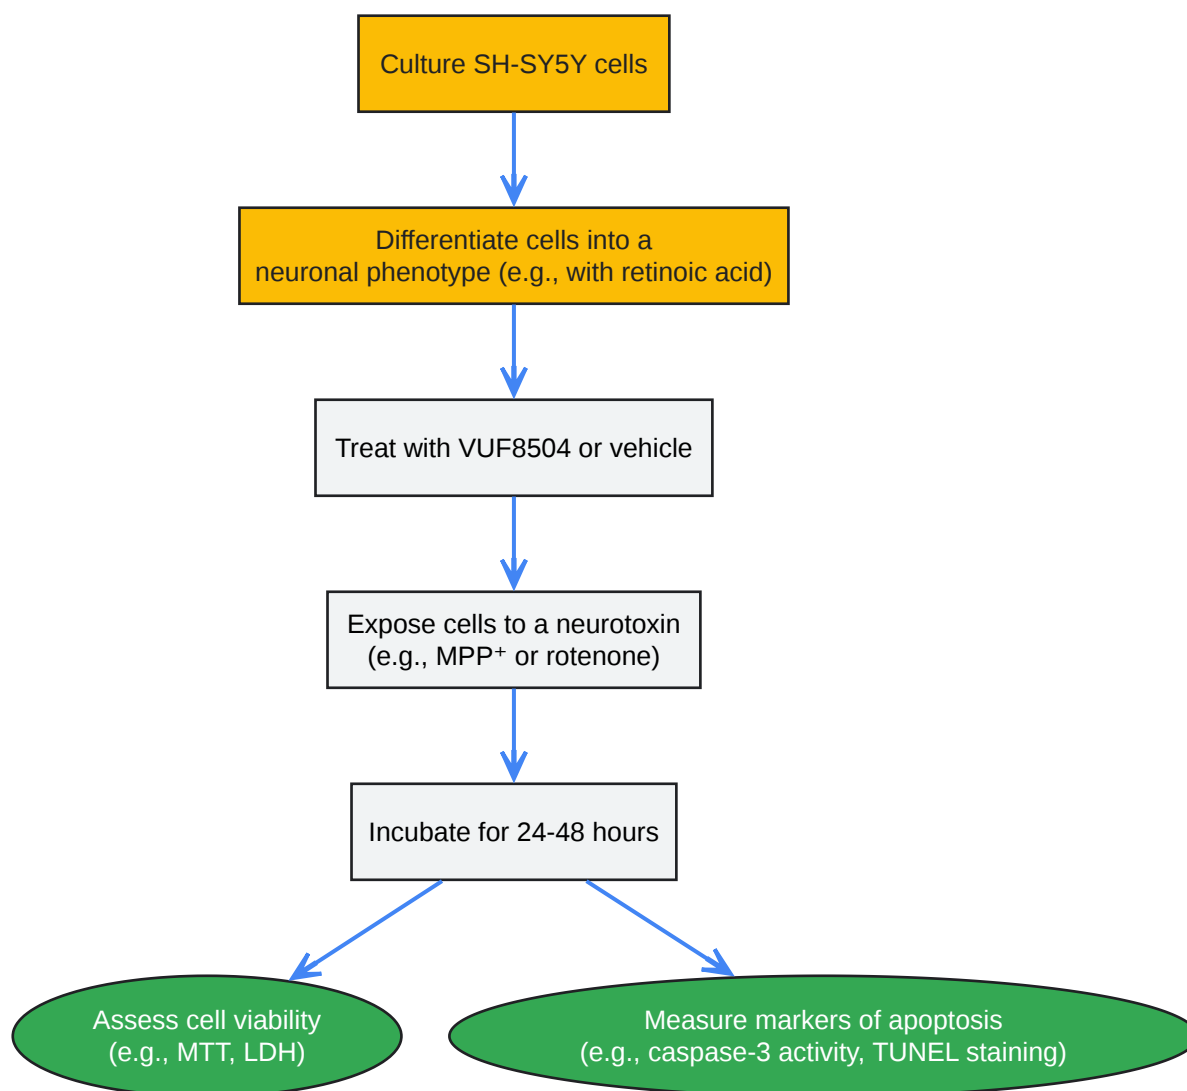 Culture SH-SY5Y cells
Differentiate cells into a
neuronal phenotype (e.g., with retinoic acid)
Treat with VUF8504 or vehicle
Expose cells to a neurotoxin
(e.g., MPP⁺ or rotenone)
Incubate for 24-48 hours
Assess cell viability
(e.g., MTT, LDH)
Measure markers of apoptosis
(e.g., caspase-3 activity, TUNEL staining)